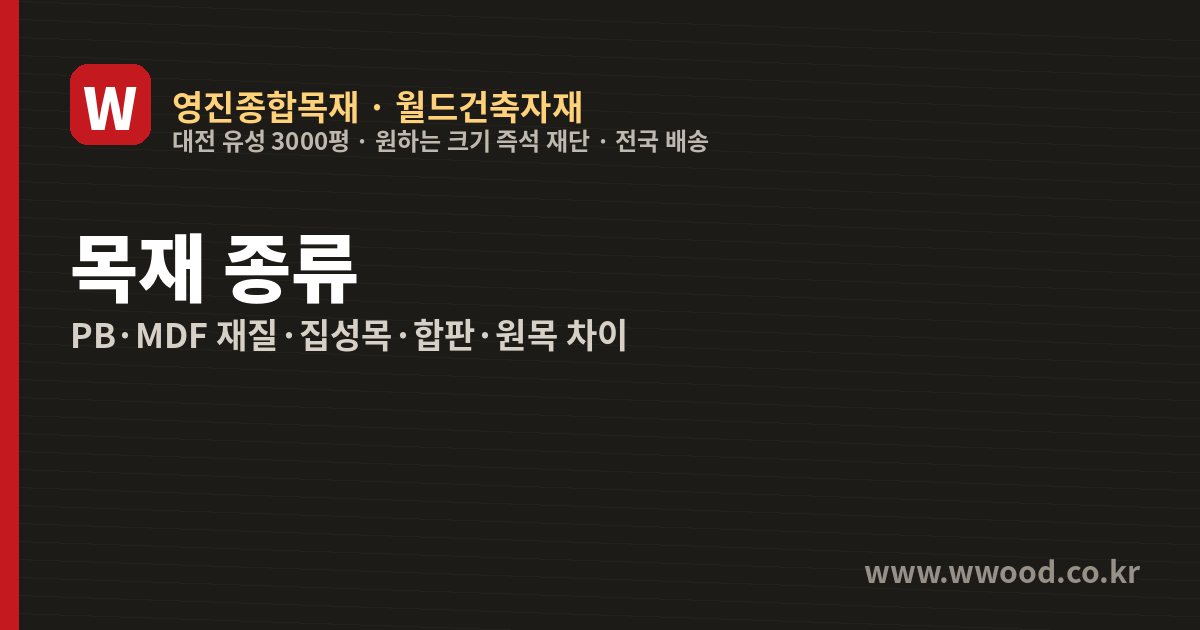 W
영진종합목재 · 월드건축자재
대전 유성 3000평 · 원하는 크기 즉석 재단 · 전국 배송
목재 종류
PB·MDF 재질·집성목·합판·원목 차이
www.wwood.co.kr